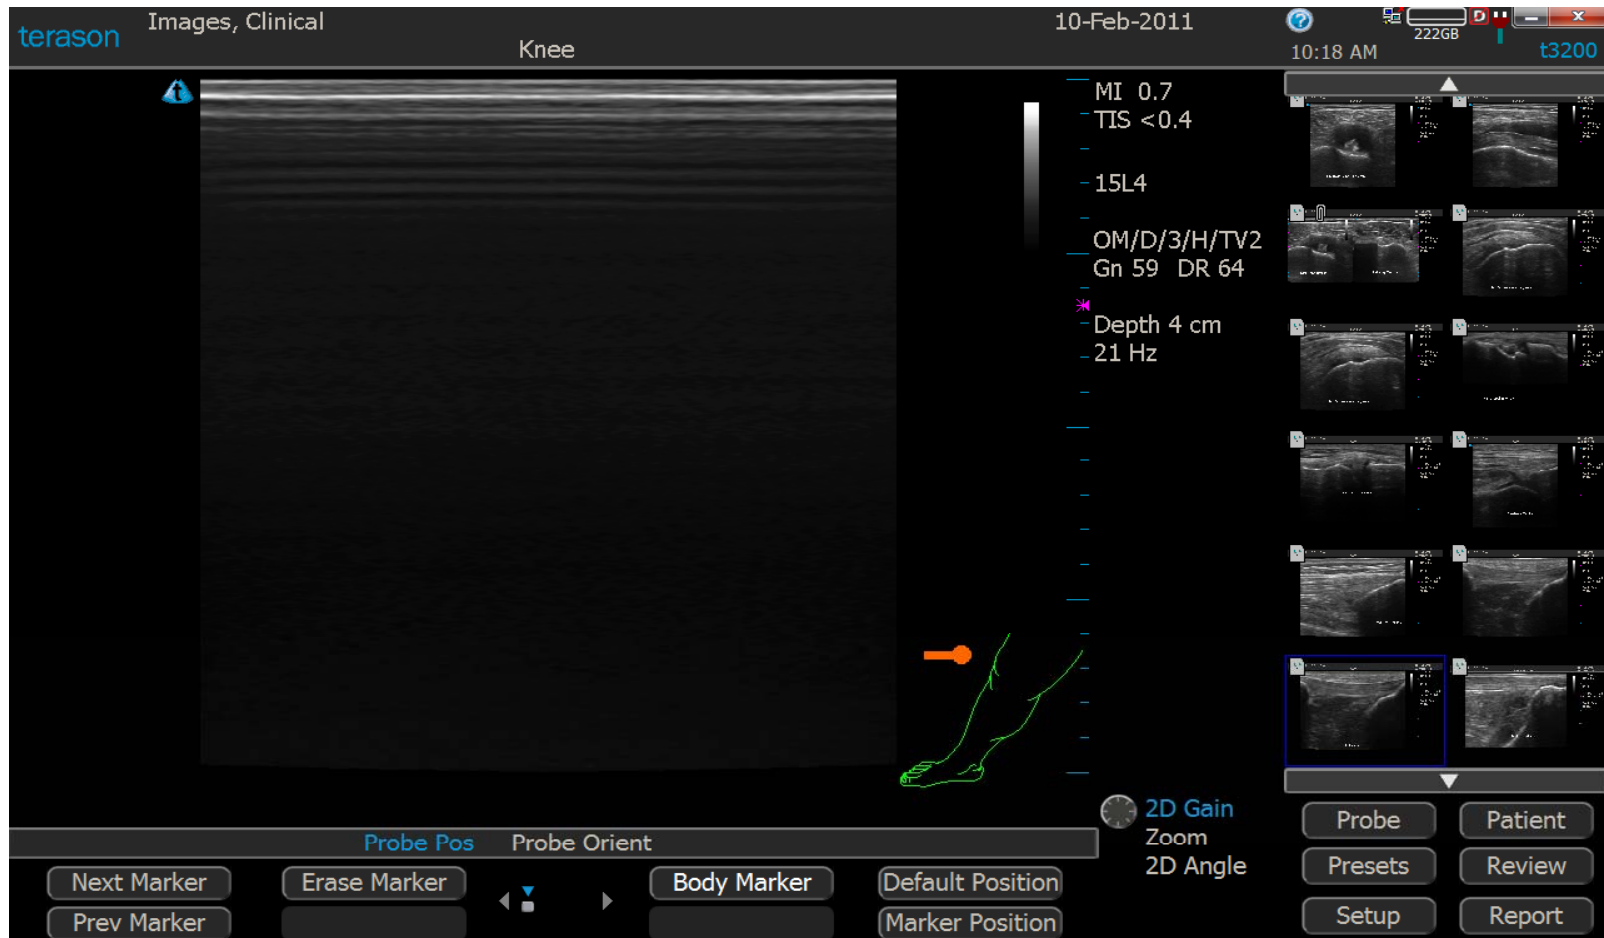 terason
Images, Clinical
Knee
10-Feb-2011
10:18 AM
222GB
D
t3200
MI 0.7
TIS <0.4
15L4
OM/D/3/H/TV2
Gn 59 DR 64
Depth 4 cm
21 Hz
2D Gain
Zoom
2D Angle
Probe Pos Probe Orient
Next Marker Erase Marker Body Marker Default Position
Prev Marker Marker Position
Probe Patient
Presets Review
Setup Report